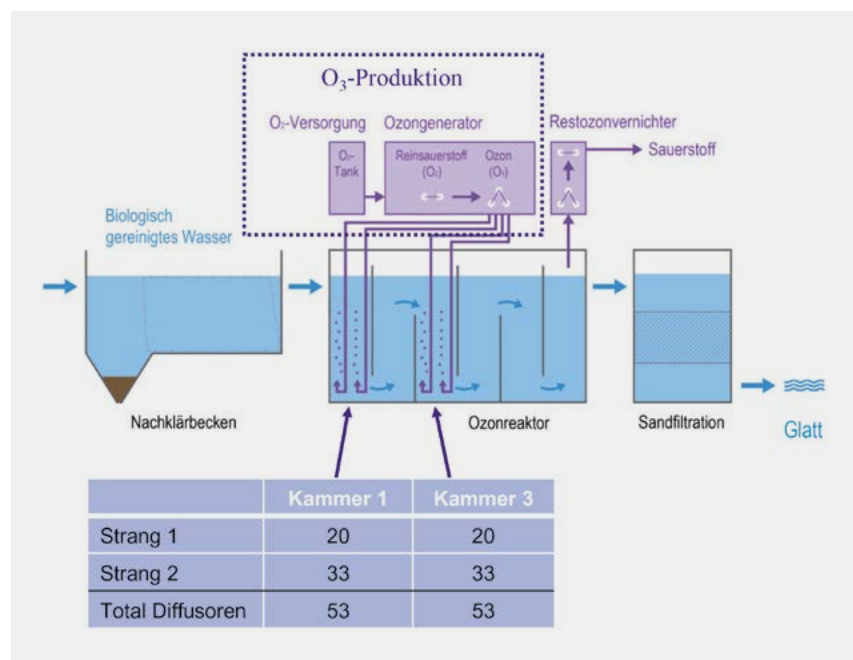 O₃-Produktion
O₂-Versorgung
Ozongenerator
Restozonvernichter
O₂-
Tank
Reinsauerstoff
(O₂)
Ozon
(O₃)
Sauerstoff
Biologisch
gereinigtes Wasser
Nachklärbecken
Ozonreaktor
Sandfiltration
Glatt
Kammer 1 Kammer 3
Strang 1 20 20
Strang 2 33 33
Total Diffusoren 53 53